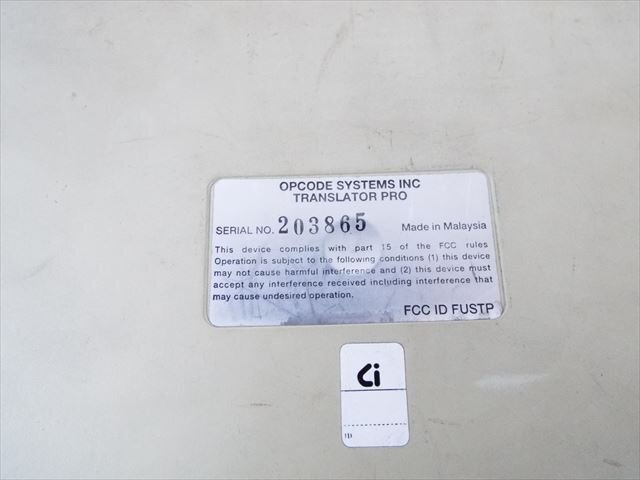 OPCODE SYSTEMS INC
TRANSLATOR PRO
SERIAL NO. 203865 Made in Malaysia
This device complies with part 15 of the FCC rules
Operation is subject to the following conditions (1) this device
may not cause harmful interference and (2) this device must
accept any interference received including interference that
may cause undesired operation.
FCC ID FUSTP
Ci